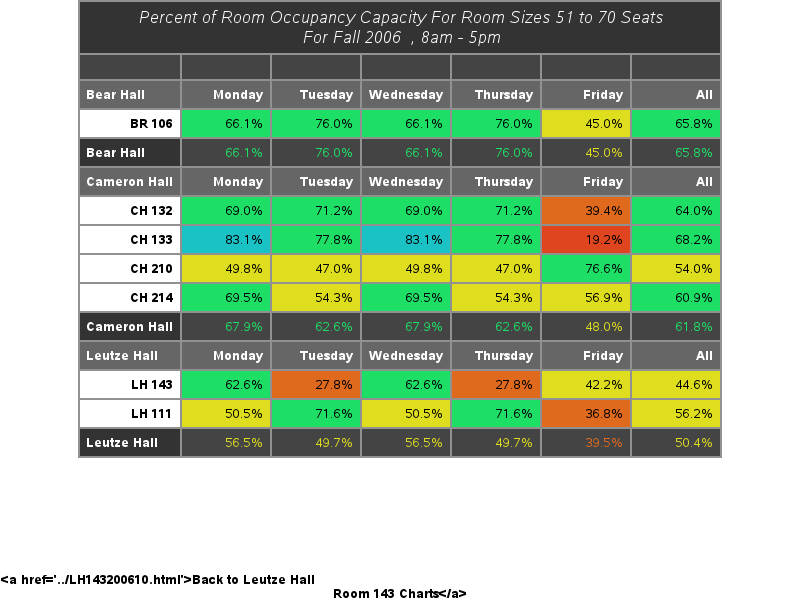 Percent of Room Occupancy Capacity For Room Sizes 51 to 70 Seats
For Fall 2006 , 8am - 5pm
Bear Hall Monday Tuesday Wednesday Thursday Friday All
BR 106 66.1% 76.0% 66.1% 76.0% 45.0% 65.8%
Bear Hall 66.1% 76.0% 66.1% 76.0% 45.0% 65.8%
Cameron Hall Monday Tuesday Wednesday Thursday Friday All
CH 132 69.0% 71.2% 69.0% 71.2% 39.4% 64.0%
CH 133 83.1% 77.8% 83.1% 77.8% 19.2% 68.2%
CH 210 49.8% 47.0% 49.8% 47.0% 76.6% 54.0%
CH 214 69.5% 54.3% 69.5% 54.3% 56.9% 60.9%
Cameron Hall 67.9% 62.6% 67.9% 62.6% 48.0% 61.8%
Leutze Hall Monday Tuesday Wednesday Thursday Friday All
LH 143 62.6% 27.8% 62.6% 27.8% 42.2% 44.6%
LH 111 50.5% 71.6% 50.5% 71.6% 36.8% 56.2%
Leutze Hall 56.5% 49.7% 56.5% 49.7% 39.5% 50.4%
<a href='../LH143200610.html'>Back to Leutze Hall
Room 143 Charts</a>